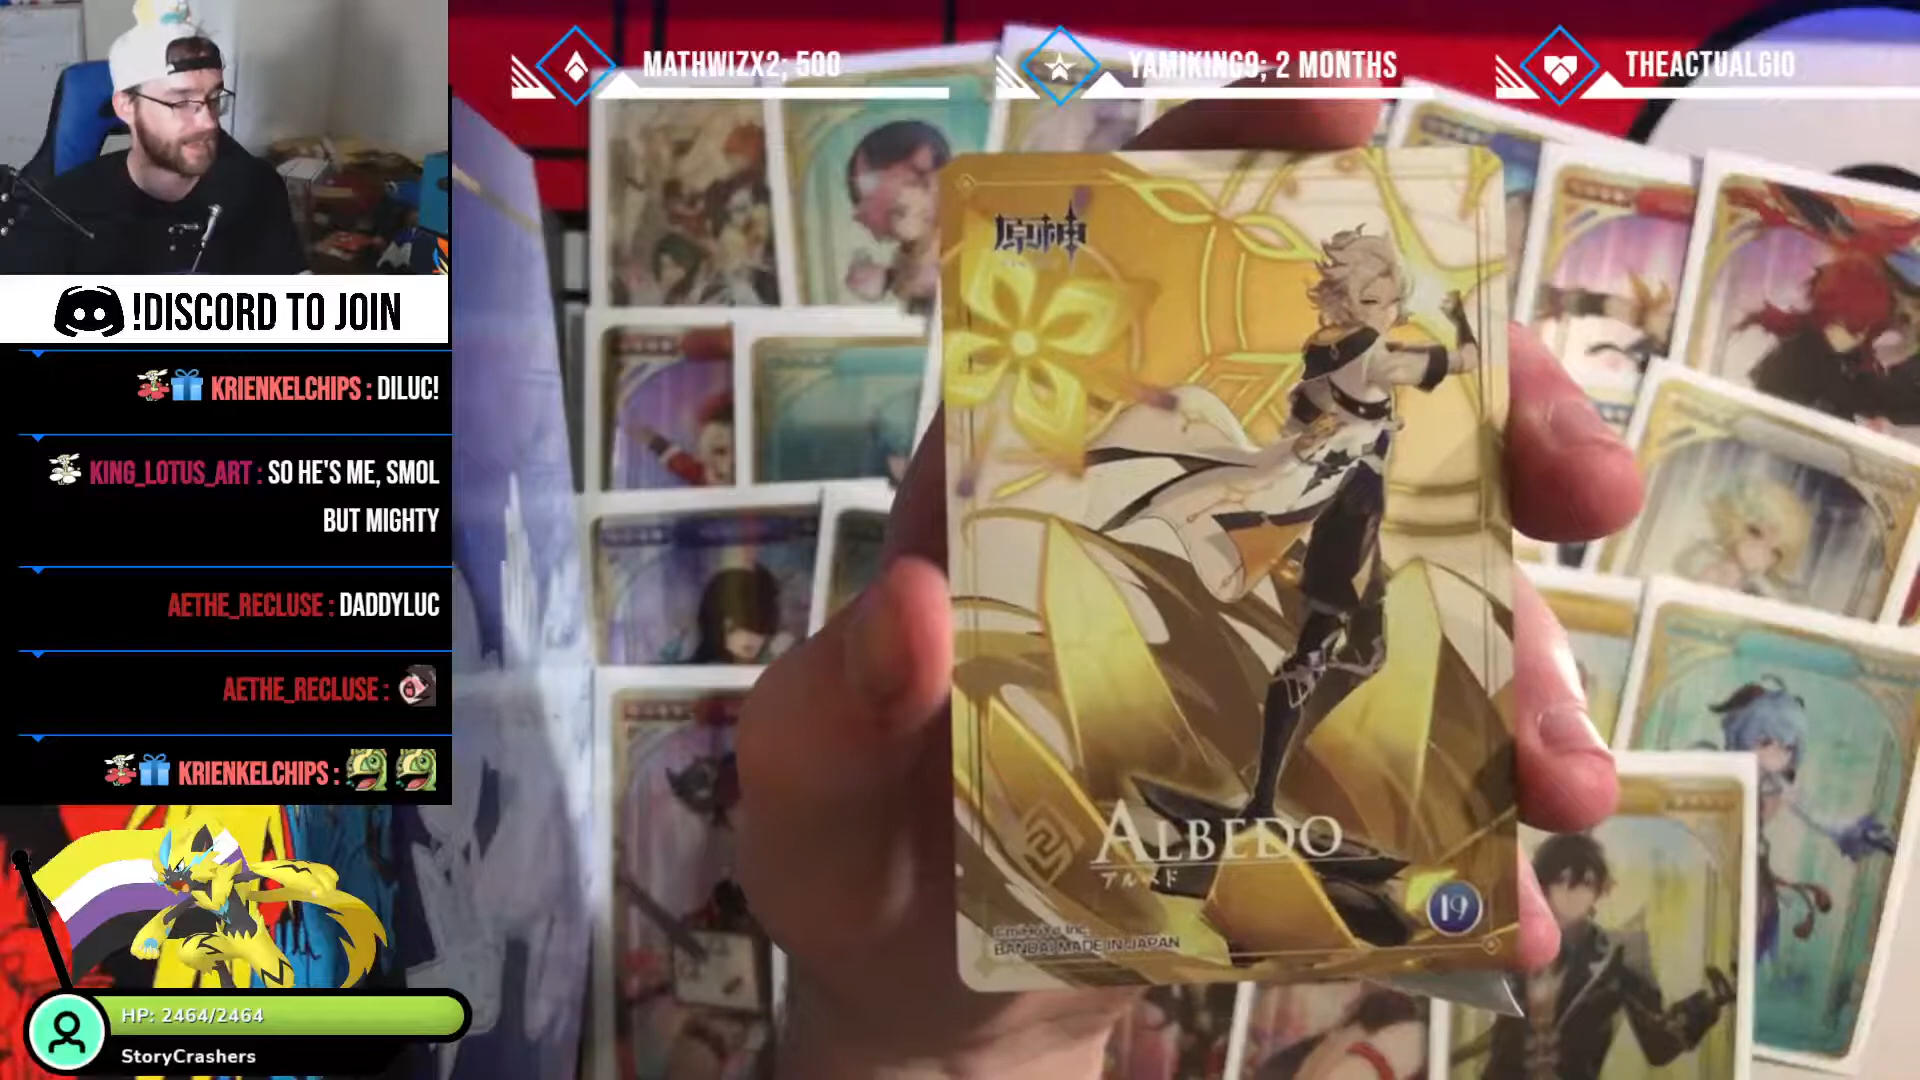 MATHWIZX2; 500
YAMIKING9; 2 MONTHS
THEACTUALGIO
!DISCORD TO JOIN
KRIENKELCHIPS : DILUC!
KING_LOTUS_ART : SO HE'S ME, SMOL
BUT MIGHTY
AETHE_RECLUSE : DADDYLUC
AETHE_RECLUSE :
KRIENKELCHIPS :
HP: 2464/2464
StoryCrashers
原神
ALBEDO
アルベド
19
©miHoYo Inc.
BANDAI MADE IN JAPAN